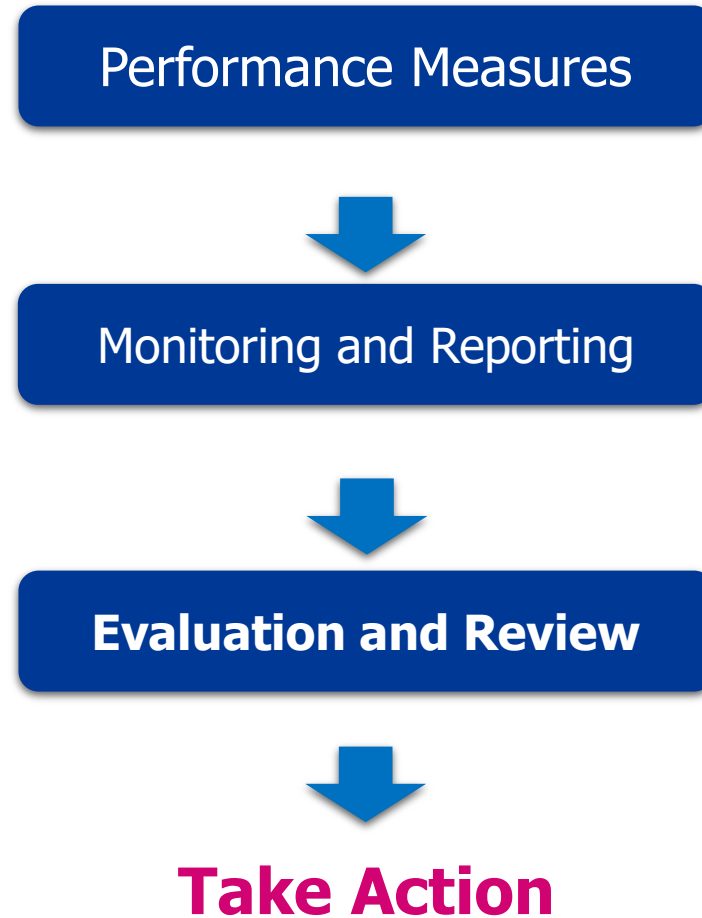 Performance Measures
Monitoring and Reporting
Evaluation and Review
Take Action